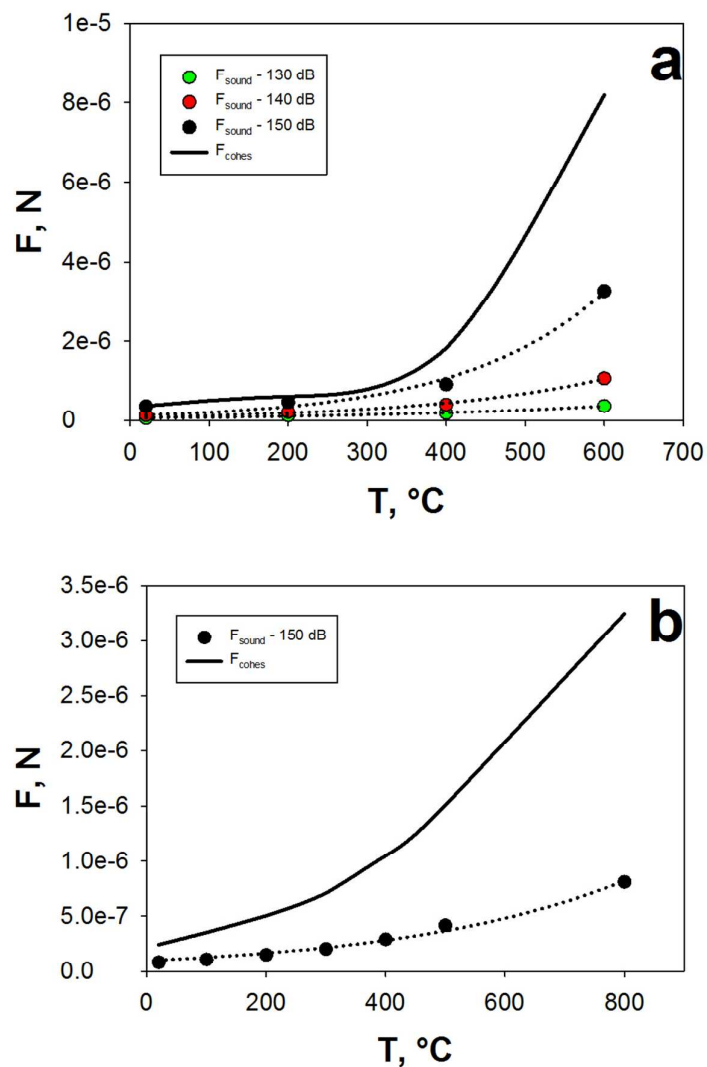 1e-5
8e-6
6e-6
4e-6
2e-6
0
F, N
a
F_sound - 130 dB
F_sound - 140 dB
F_sound - 150 dB
F_cohes
0 100 200 300 400 500 600 700
T, °C
3.5e-6
3.0e-6
2.5e-6
2.0e-6
1.5e-6
1.0e-6
5.0e-7
0.0
F, N
b
F_sound - 150 dB
F_cohes
0 200 400 600 800
T, °C